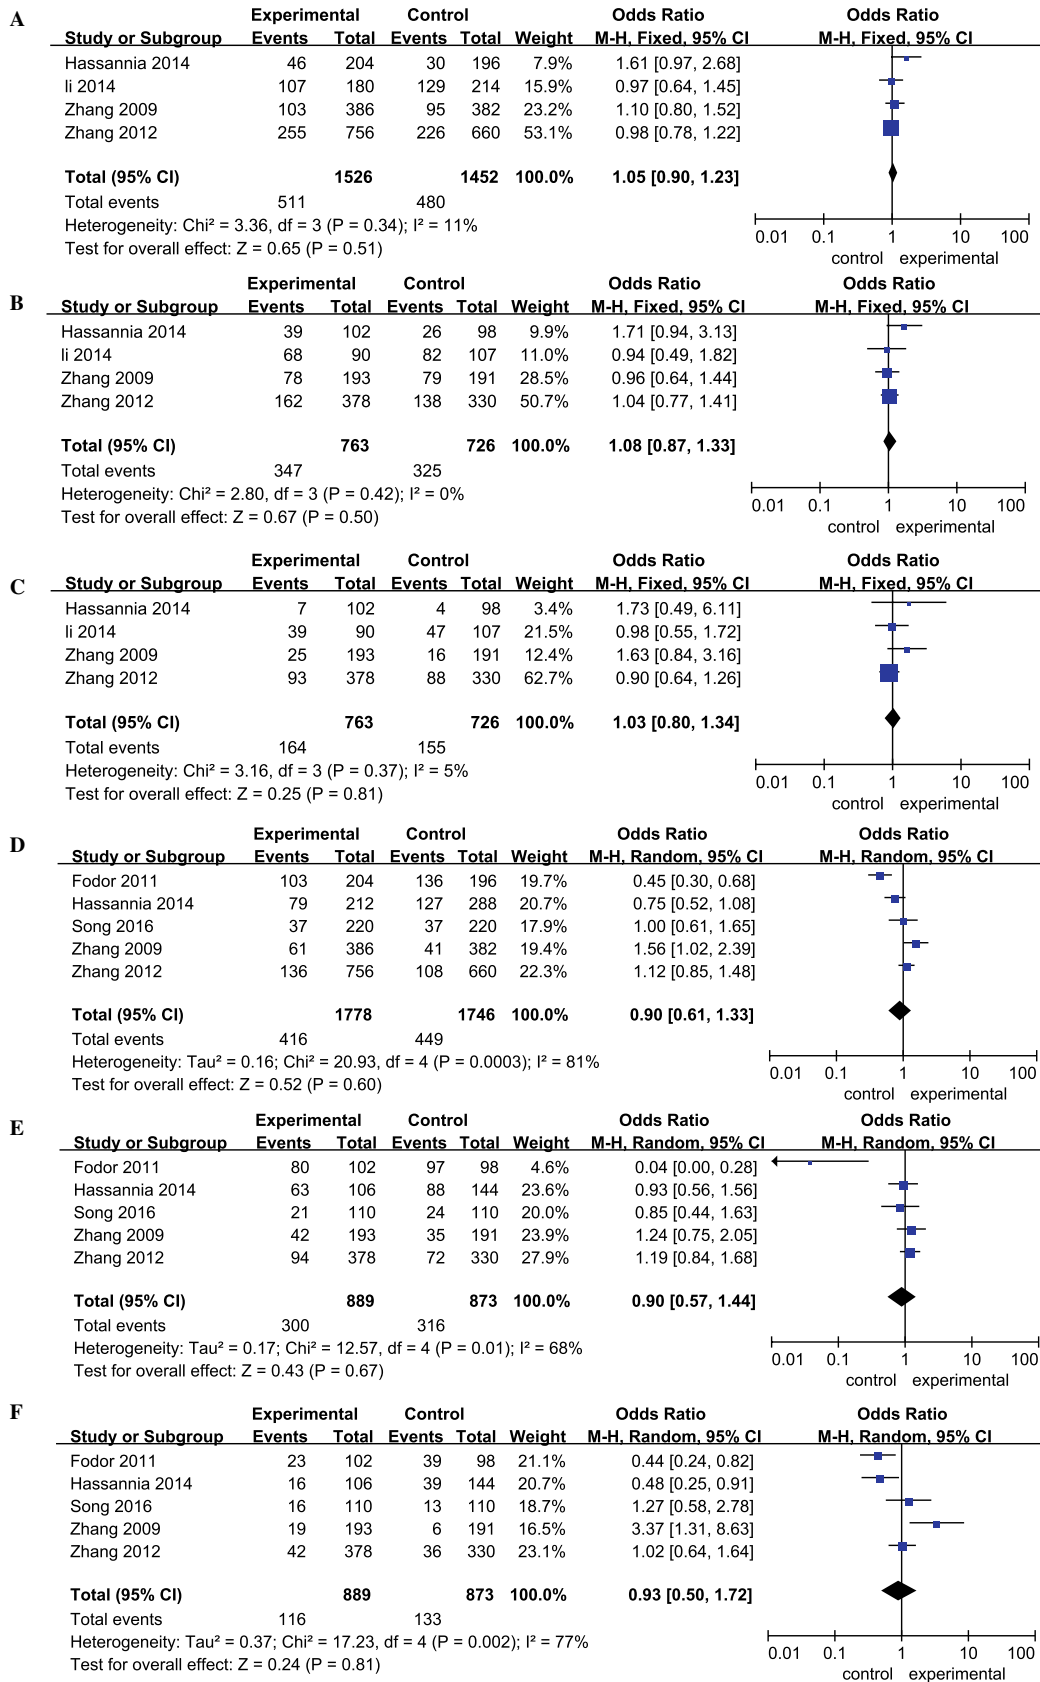 A
Experimental Control Odds Ratio Odds Ratio
Study or Subgroup Events Total Events Total Weight M-H, Fixed, 95% CI M-H, Fixed, 95% CI
Hassannia 2014 46 204 30 196 7.9% 1.61 [0.97, 2.68]
li 2014 107 180 129 214 15.9% 0.97 [0.64, 1.45]
Zhang 2009 103 386 95 382 23.2% 1.10 [0.80, 1.52]
Zhang 2012 255 756 226 660 53.1% 0.98 [0.78, 1.22]
Total (95% CI) 1526 1452 100.0% 1.05 [0.90, 1.23]
Total events 511 480
Heterogeneity: Chi² = 3.36, df = 3 (P = 0.34); I² = 11%
Test for overall effect: Z = 0.65 (P = 0.51)
0.01 0.1 1 10 100
control experimental
B
Experimental Control Odds Ratio Odds Ratio
Study or Subgroup Events Total Events Total Weight M-H, Fixed, 95% CI M-H, Fixed, 95% CI
Hassannia 2014 39 102 26 98 9.9% 1.71 [0.94, 3.13]
li 2014 68 90 82 107 11.0% 0.94 [0.49, 1.82]
Zhang 2009 78 193 79 191 28.5% 0.96 [0.64, 1.44]
Zhang 2012 162 378 138 330 50.7% 1.04 [0.77, 1.41]
Total (95% CI) 763 726 100.0% 1.08 [0.87, 1.33]
Total events 347 325
Heterogeneity: Chi² = 2.80, df = 3 (P = 0.42); I² = 0%
Test for overall effect: Z = 0.67 (P = 0.50)
0.01 0.1 1 10 100
control experimental
C
Experimental Control Odds Ratio Odds Ratio
Study or Subgroup Events Total Events Total Weight M-H, Fixed, 95% CI M-H, Fixed, 95% CI
Hassannia 2014 7 102 4 98 3.4% 1.73 [0.49, 6.11]
li 2014 39 90 47 107 21.5% 0.98 [0.55, 1.72]
Zhang 2009 25 193 16 191 12.4% 1.63 [0.84, 3.16]
Zhang 2012 93 378 88 330 62.7% 0.90 [0.64, 1.26]
Total (95% CI) 763 726 100.0% 1.03 [0.80, 1.34]
Total events 164 155
Heterogeneity: Chi² = 3.16, df = 3 (P = 0.37); I² = 5%
Test for overall effect: Z = 0.25 (P = 0.81)
0.01 0.1 1 10 100
control experimental
D
Experimental Control Odds Ratio Odds Ratio
Study or Subgroup Events Total Events Total Weight M-H, Random, 95% CI M-H, Random, 95% CI
Fodor 2011 103 204 136 196 19.7% 0.45 [0.30, 0.68]
Hassannia 2014 79 212 127 288 20.7% 0.75 [0.52, 1.08]
Song 2016 37 220 37 220 17.9% 1.00 [0.61, 1.65]
Zhang 2009 61 386 41 382 19.4% 1.56 [1.02, 2.39]
Zhang 2012 136 756 108 660 22.3% 1.12 [0.85, 1.48]
Total (95% CI) 1778 1746 100.0% 0.90 [0.61, 1.33]
Total events 416 449
Heterogeneity: Tau² = 0.16; Chi² = 20.93, df = 4 (P = 0.0003); I² = 81%
Test for overall effect: Z = 0.52 (P = 0.60)
0.01 0.1 1 10 100
control experimental
E
Experimental Control Odds Ratio Odds Ratio
Study or Subgroup Events Total Events Total Weight M-H, Random, 95% CI M-H, Random, 95% CI
Fodor 2011 80 102 97 98 4.6% 0.04 [0.00, 0.28]
Hassannia 2014 63 106 88 144 23.6% 0.93 [0.56, 1.56]
Song 2016 21 110 24 110 20.0% 0.85 [0.44, 1.63]
Zhang 2009 42 193 35 191 23.9% 1.24 [0.75, 2.05]
Zhang 2012 94 378 72 330 27.9% 1.19 [0.84, 1.68]
Total (95% CI) 889 873 100.0% 0.90 [0.57, 1.44]
Total events 300 316
Heterogeneity: Tau² = 0.17; Chi² = 12.57, df = 4 (P = 0.01); I² = 68%
Test for overall effect: Z = 0.43 (P = 0.67)
0.01 0.1 1 10 100
control experimental
F
Experimental Control Odds Ratio Odds Ratio
Study or Subgroup Events Total Events Total Weight M-H, Random, 95% CI M-H, Random, 95% CI
Fodor 2011 23 102 39 98 21.1% 0.44 [0.24, 0.82]
Hassannia 2014 16 106 39 144 20.7% 0.48 [0.25, 0.91]
Song 2016 16 110 13 110 18.7% 1.27 [0.58, 2.78]
Zhang 2009 19 193 6 191 16.5% 3.37 [1.31, 8.63]
Zhang 2012 42 378 36 330 23.1% 1.02 [0.64, 1.64]
Total (95% CI) 889 873 100.0% 0.93 [0.50, 1.72]
Total events 116 133
Heterogeneity: Tau² = 0.37; Chi² = 17.23, df = 4 (P = 0.002); I² = 77%
Test for overall effect: Z = 0.24 (P = 0.81)
0.01 0.1 1 10 100
control experimental